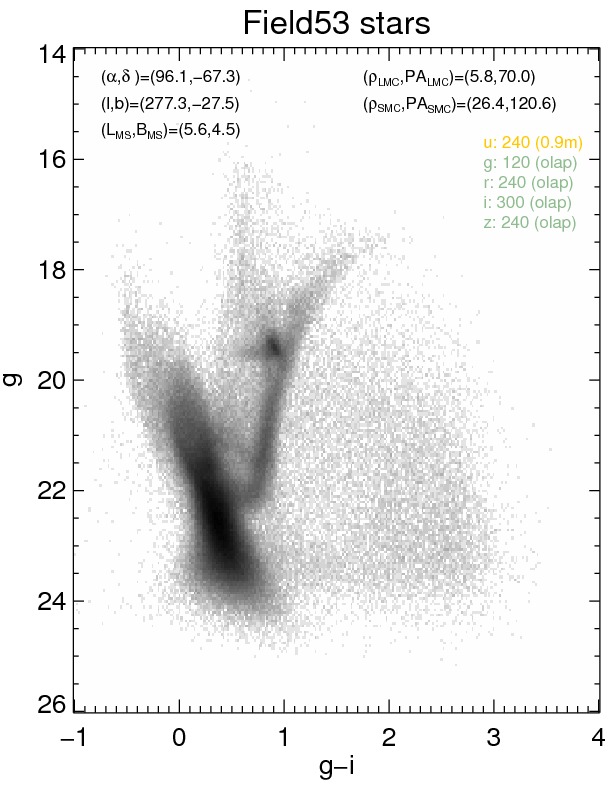 Field53 stars
14
(α,δ )=(96.1,−67.3)
(ρLMC,PALMC)=(5.8,70.0)
(l,b)=(277.3,−27.5)
(ρSMC,PASMC)=(26.4,120.6)
(LMS,BMS)=(5.6,4.5)
u: 240 (0.9m)
16
g: 120 (olap)
r: 240 (olap)
i: 300 (olap)
z: 240 (olap)
18
g
20
22
24
26
−1 0 1 2 3 4
g−i